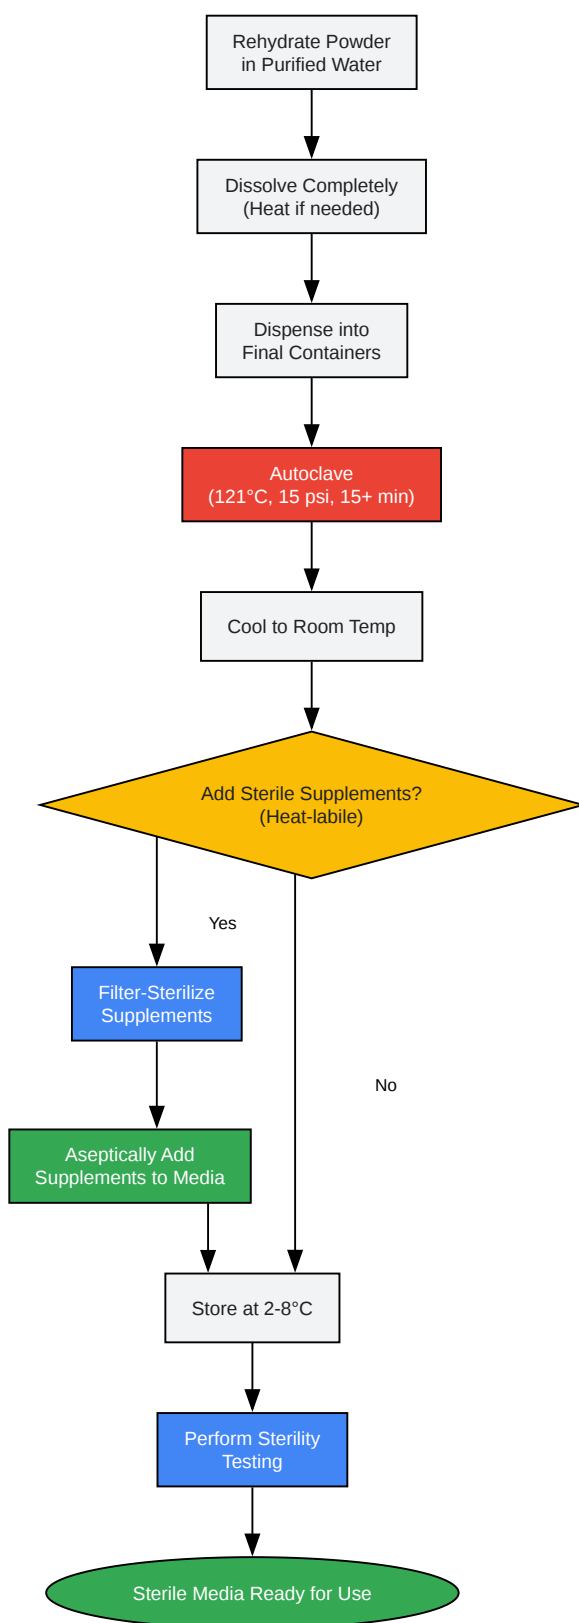 Rehydrate Powder
in Purified Water
Dissolve Completely
(Heat if needed)
Dispense into
Final Containers
Autoclave
(121°C, 15 psi, 15+ min)
Cool to Room Temp
Add Sterile Supplements?
(Heat-labile)
Yes
Filter-Sterilize
Supplements
No
Aseptically Add
Supplements to Media
Store at 2-8°C
Perform Sterility
Testing
Sterile Media Ready for Use